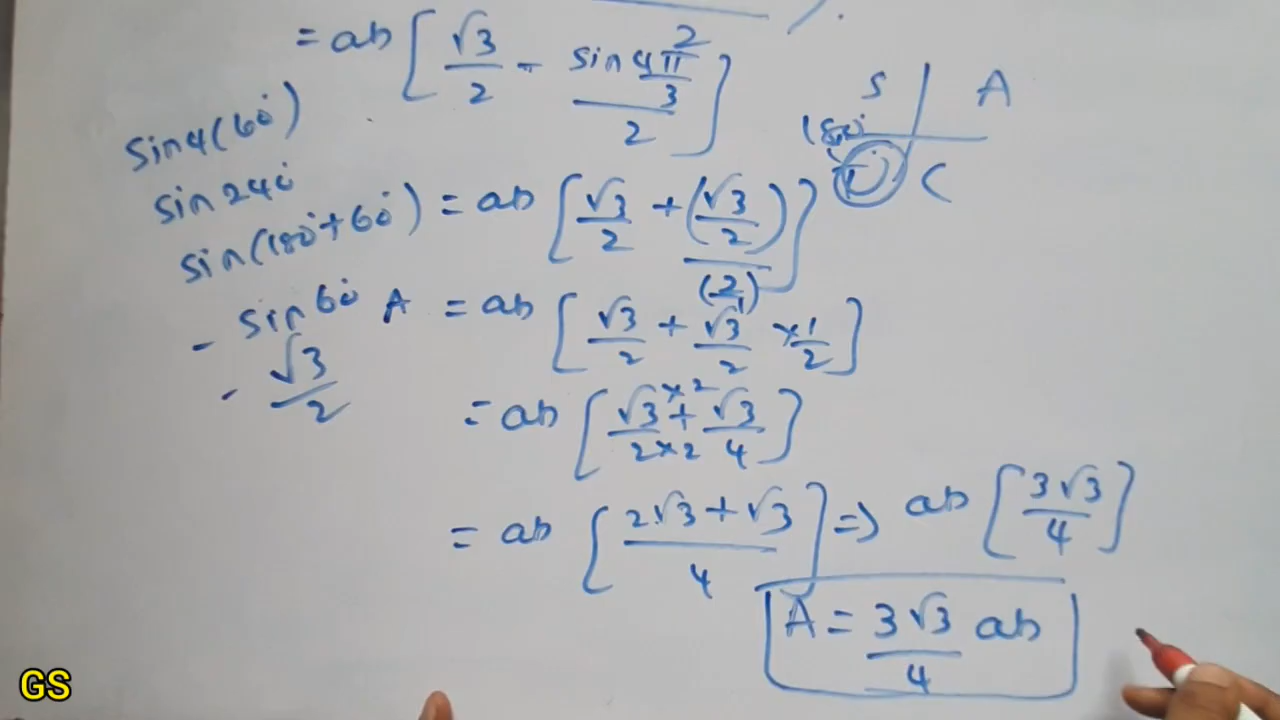 = ab [ √3/2 - (sin 4π/3)/2 ] 2
S A
180° T C
sin 4(60°)
sin 240°
sin(180°+60°)
- sin 60°
- √3/2
= ab [ √3/2 + (√3/2)/(2) ]
A = ab [ √3/2 + √3/2 × 1/2 ] 1
= ab [ √3×2/2×2 + √3/4 ]
= ab [ (2√3 + √3)/4 ] ⇒ ab [ 3√3/4 ]
A = 3√3/4 ab
GS